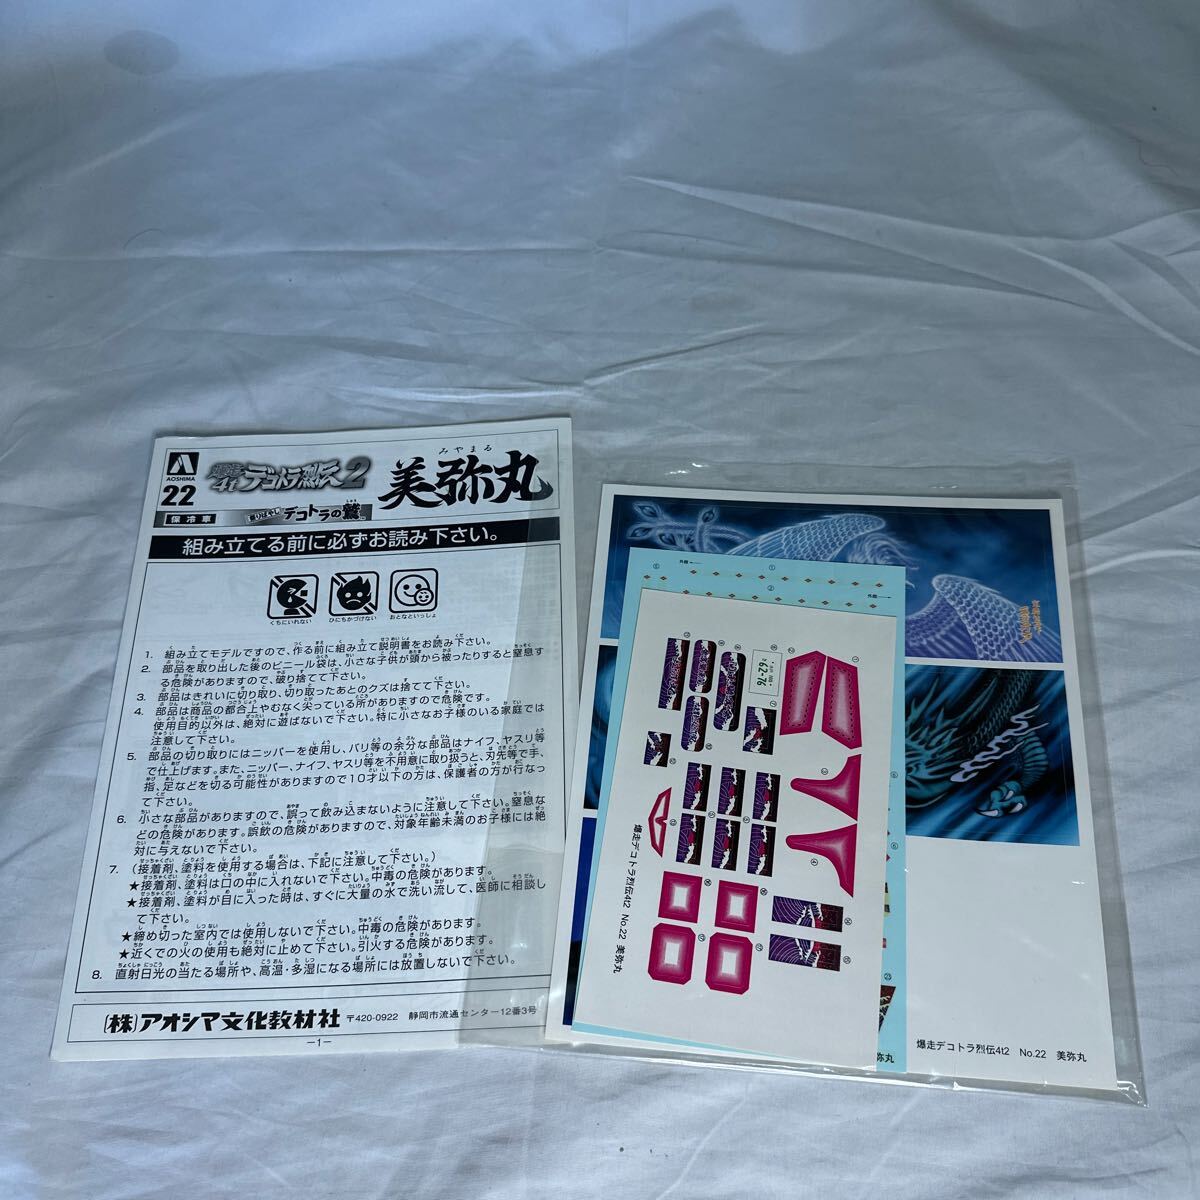 AOSHIMA
22
爆走4tデコトラ烈伝2
みやまる
美弥丸
保冷車
デコトラの鷲
組み立てる前に必ずお読み下さい。
くちにいれない
ひにちかづけない
おとなといっしょ
1. 組み立てモデルですので、作る前に組み立て説明書をお読み下さい。
2. 部品を取り出した後のビニール袋は、小さな子供が頭から被ったりすると窒息す
る危険がありますので、破り捨てて下さい。
3. 部品はきれいに切り取り、切り取ったあとのクズは捨てて下さい。
4. 部品は商品の都合上やむなく尖っている所がありますので危険です。
使用目的以外は、絶対に遊ばないで下さい。特に小さなお子様のいる家庭では
注意して下さい。
5. 部品の切り取りにはニッパーを使用し、バリ等の余分な部品はナイフ、ヤスリ等
で仕上げます。また、ニッパー、ナイフ、ヤスリ等を不用意に取り扱うと、刃先等で手、
指、足などを切る可能性がありますので10才以下の方は、保護者の方が行なっ
て下さい。
6. 小さな部品がありますので、誤って飲み込まないように注意して下さい。窒息な
どの危険があります。誤飲の危険がありますので、対象年齢未満のお子様には絶
対に与えないで下さい。
7. (接着剤、塗料を使用する場合は、下記に注意して下さい。)
★接着剤、塗料は口の中に入れないで下さい。中毒の危険があります。
★接着剤、塗料が目に入った時は、すぐに大量の水で洗い流して、医師に相談し
て下さい。
★締め切った室内では使用しないで下さい。中毒の危険があります。
★近くでの火の使用も絶対に止めて下さい。引火する危険があります。
8. 直射日光の当たる場所や、高温・多湿になる場所には放置しないで下さい。
(株)アオシマ文化教材社 〒420-0922 静岡市流通センター12番3号
－1－
62-76
爆走デコトラ烈伝4t2 No.22 美弥丸
弥丸
爆走デコトラ烈伝4t2 No.22 美弥丸